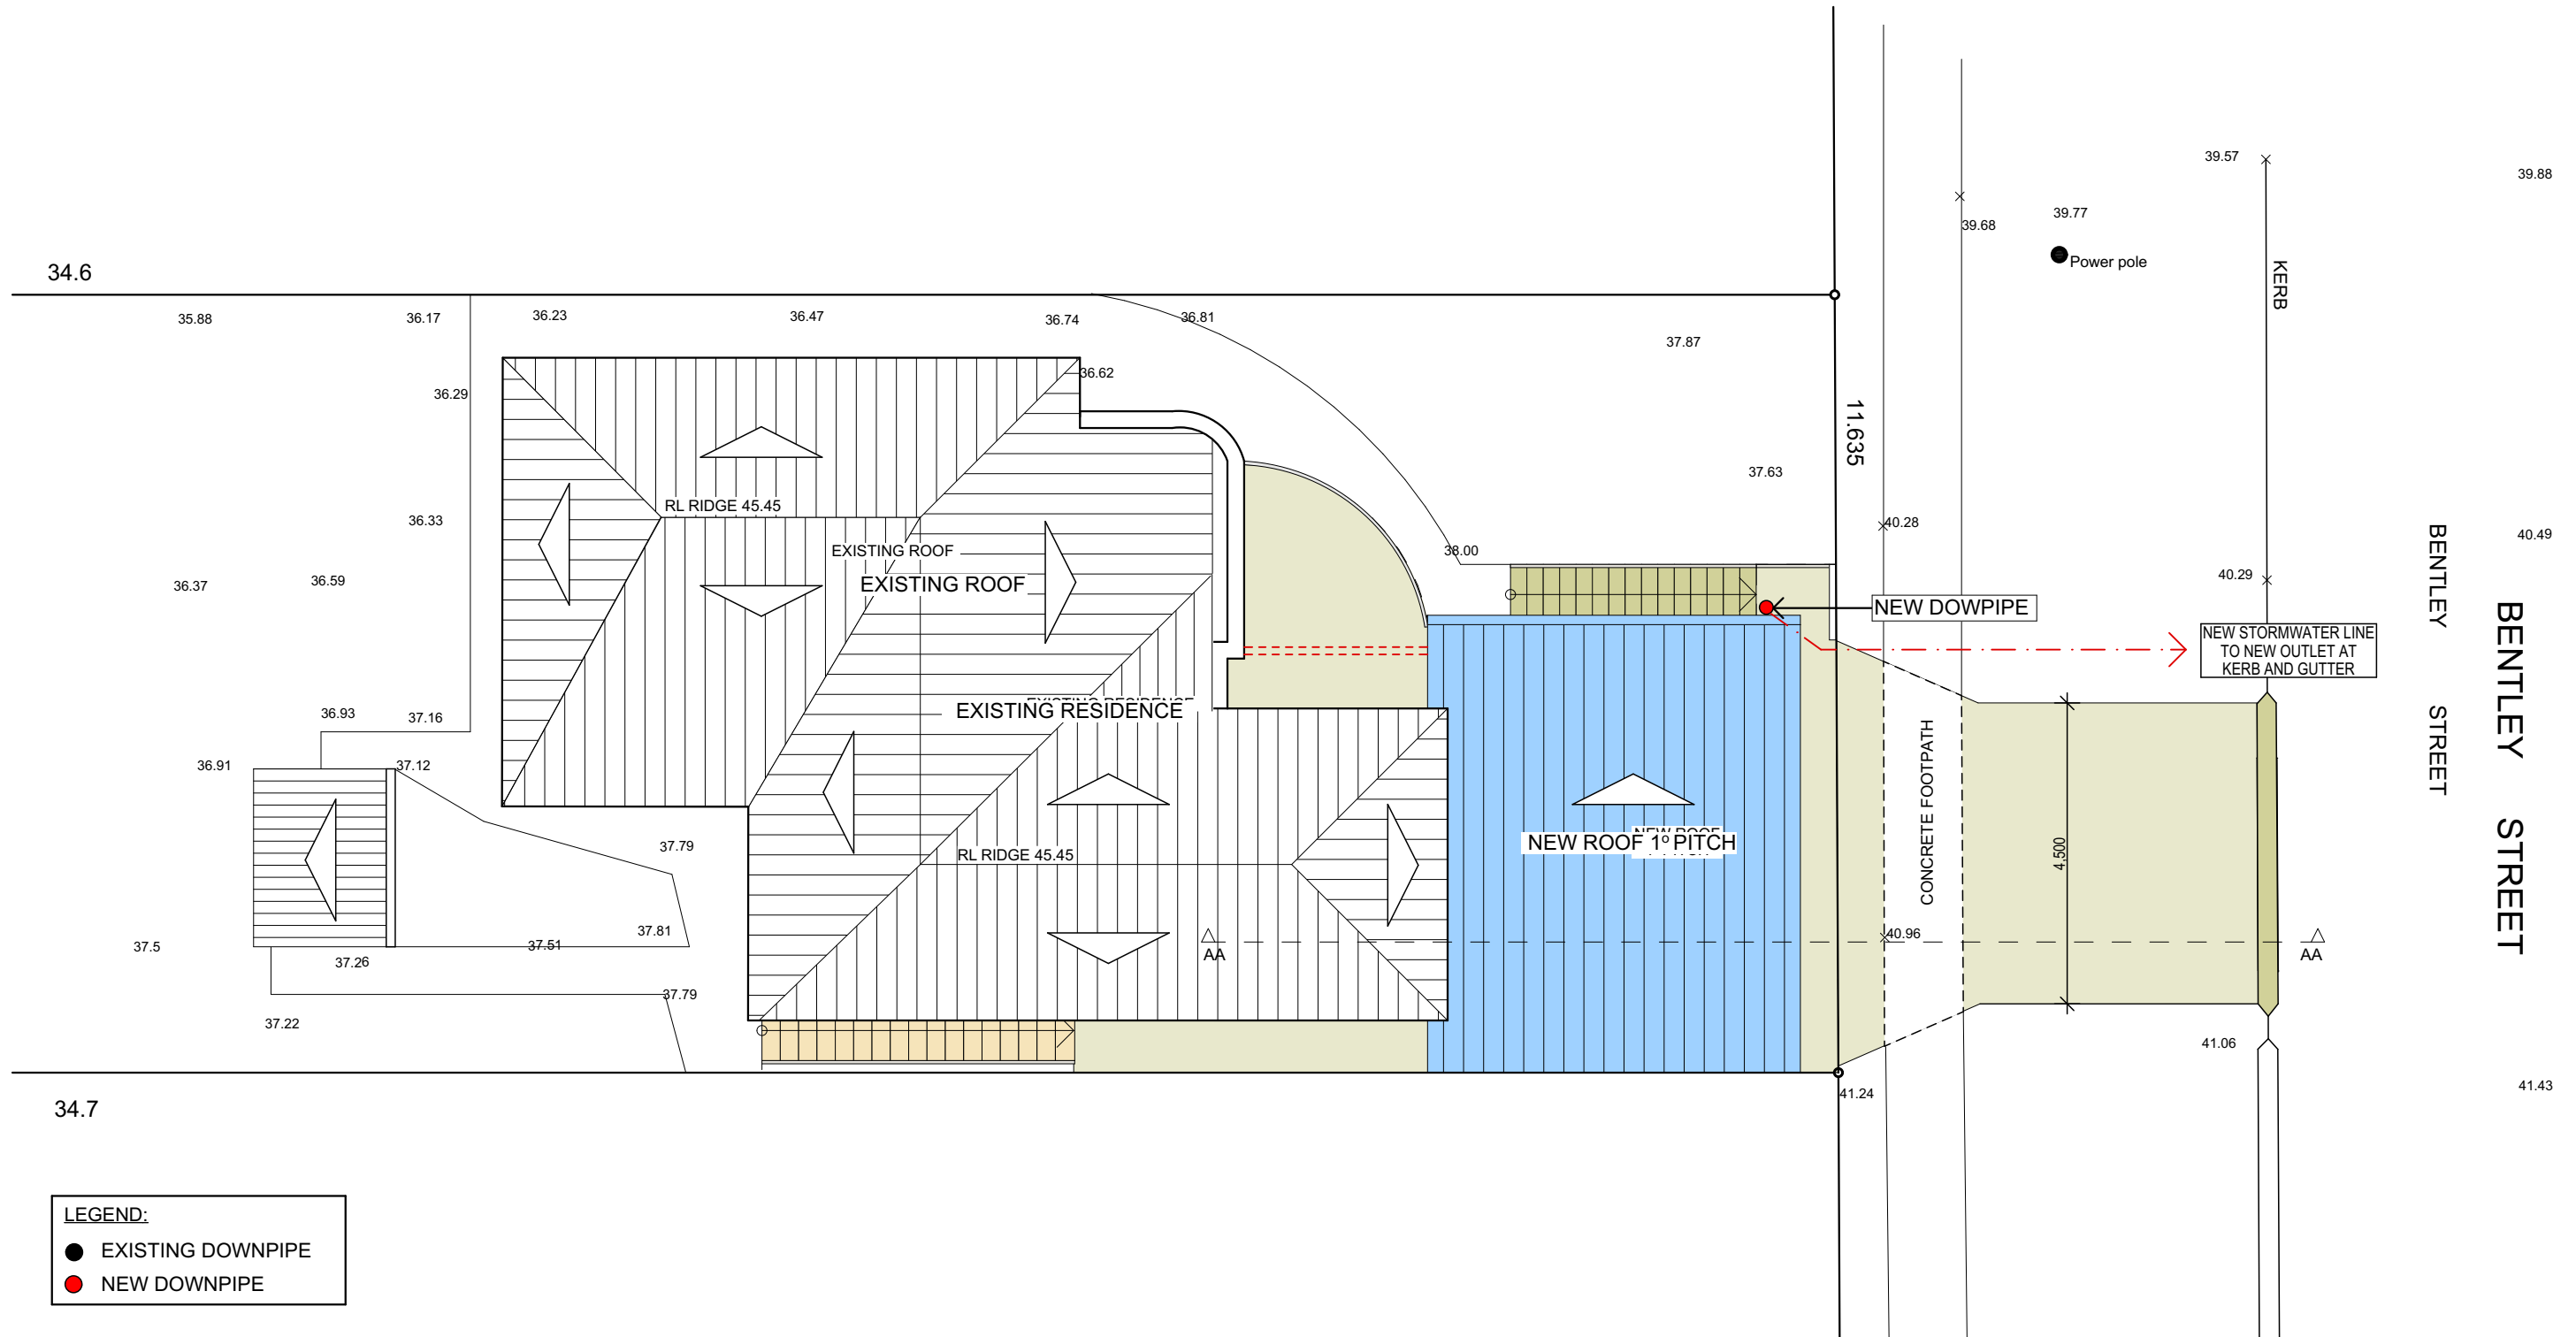 39.57
39.88
39.77
39.68
Power pole
KERB
34.6
35.88
36.17
36.23
36.47
36.74
36.81
37.87
36.62
36.29
11.635
37.63
RL RIDGE 45.45
36.33
40.28
40.49
EXISTING ROOF
38.00
EXISTING ROOF
36.37
36.59
40.29
NEW DOWPIPE
BENTLEY STREET
BENTLEY STREET
NEW STORMWATER LINE
TO NEW OUTLET AT
KERB AND GUTTER
EXISTING RESIDENCE
EXISTING RESIDENCE
36.93
37.16
36.91
37.12
CONCRETE FOOTPATH
4.500
37.79
RL RIDGE 45.45
NEW ROOF 1º PITCH
NEW ROOF
37.81
37.5
37.51
40.96
AA
AA
37.26
37.79
37.22
41.06
41.43
41.24
34.7
LEGEND:
EXISTING DOWNPIPE
NEW DOWNPIPE